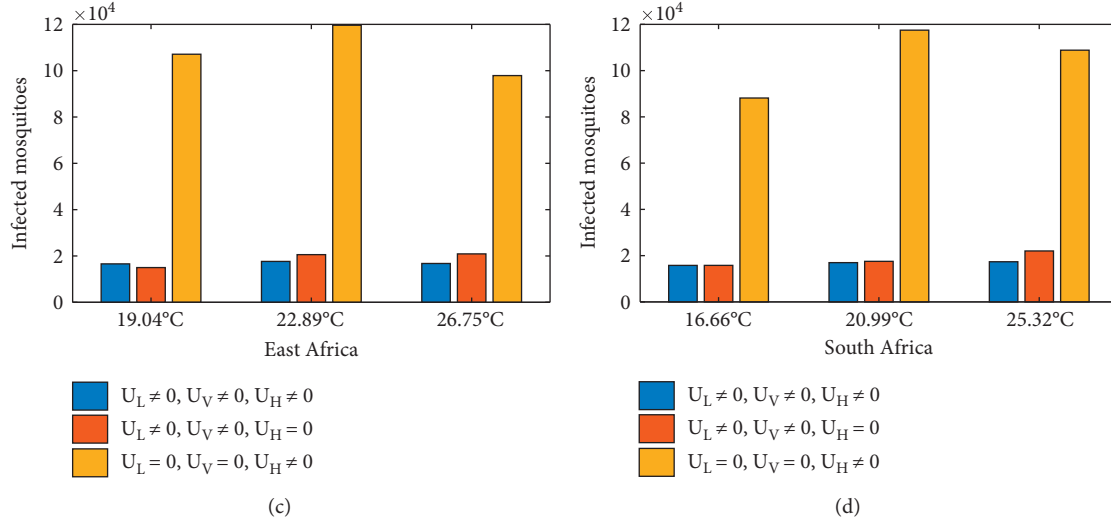 ×10⁴
12
10
8
6
4
2
0
Infected mosquitoes
19.04°C 22.89°C 26.75°C
East Africa
U_L ≠ 0, U_V ≠ 0, U_H ≠ 0
U_L ≠ 0, U_V ≠ 0, U_H = 0
U_L = 0, U_V = 0, U_H ≠ 0
(c)
×10⁴
12
10
8
6
4
2
0
Infected mosquitoes
16.66°C 20.99°C 25.32°C
South Africa
U_L ≠ 0, U_V ≠ 0, U_H ≠ 0
U_L ≠ 0, U_V ≠ 0, U_H = 0
U_L = 0, U_V = 0, U_H ≠ 0
(d)